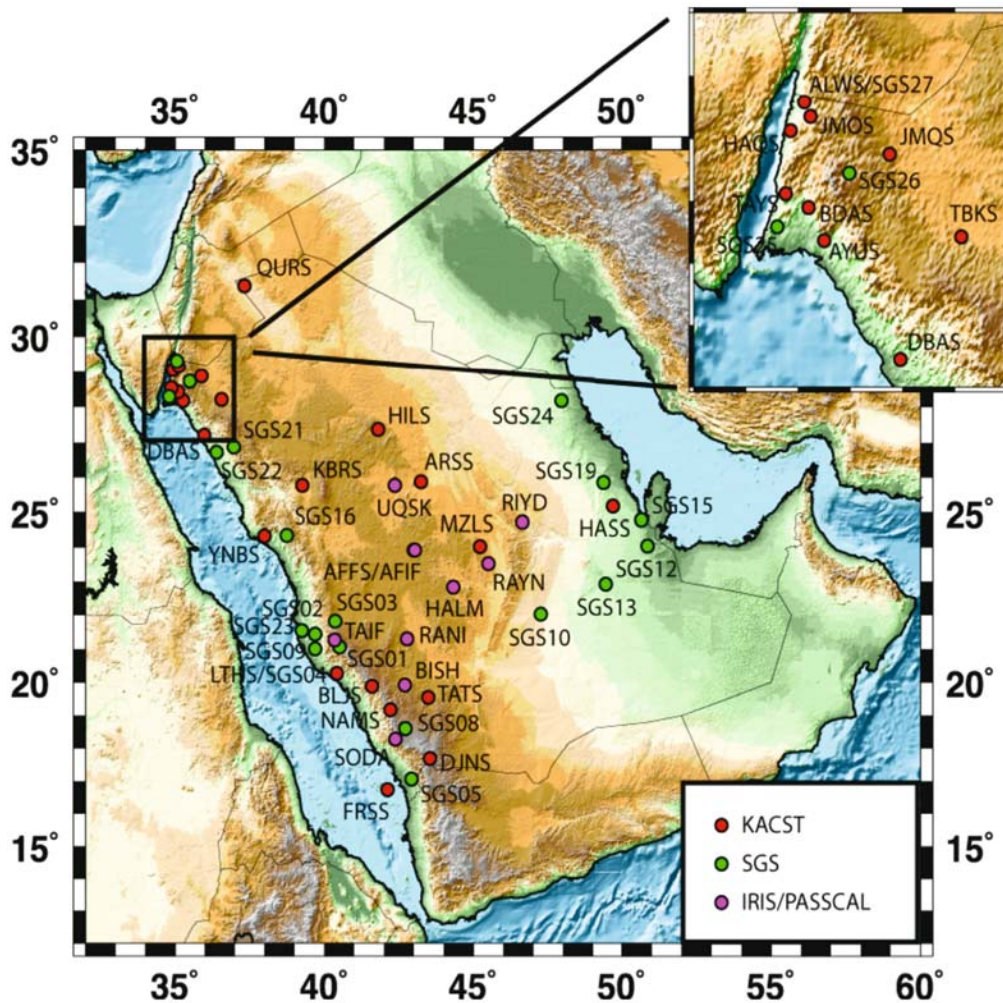 35° 40° 45° 50°
35°
30°
25°
20°
15°
25°
20°
15°
35° 40° 45° 50° 55° 60°
ALWS/SGS27
JMOS
HAQS
JMQS
SGS26
TAYS
BDAS
TBKS
AYUS
DBAS
QURS
SGS21
DBAS
SGS22
HILS
SGS24
KBRS
ARSS
UQSK
SGS19
RIYD
SGS15
SGS16
MZLS
HASS
YNBS
SGS12
AFFS/AFIF
RAYN
SGS13
HALM
SGS02
SGS03
SGS23
TAIF
RANI
SGS10
SGS09
SGS01
LTHS/SGS04
BISH
BLJS
TATS
NAMS
SGS08
SODA
DJNS
SGS05
FRSS
KACST
SGS
IRIS/PASSCAL